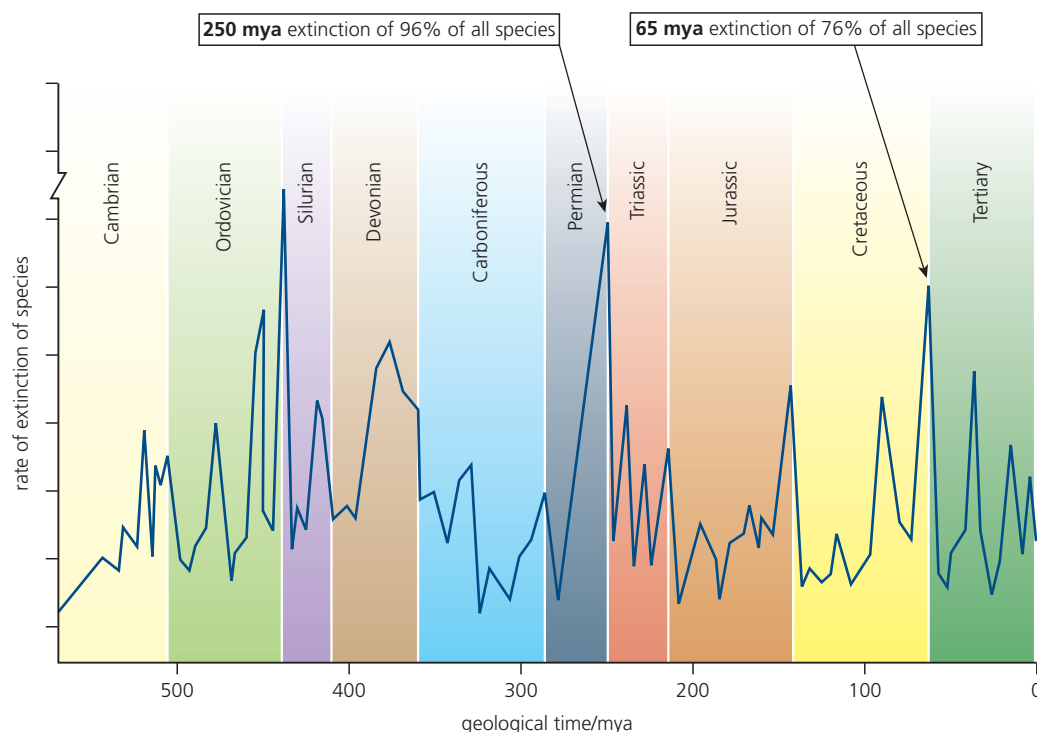 250 mya extinction of 96% of all species
65 mya extinction of 76% of all species
Cambrian
Ordovician
Silurian
Devonian
Carboniferous
Permian
Triassic
Jurassic
Cretaceous
Tertiary
rate of extinction of species
500
400
300
200
100
0
geological time/mya